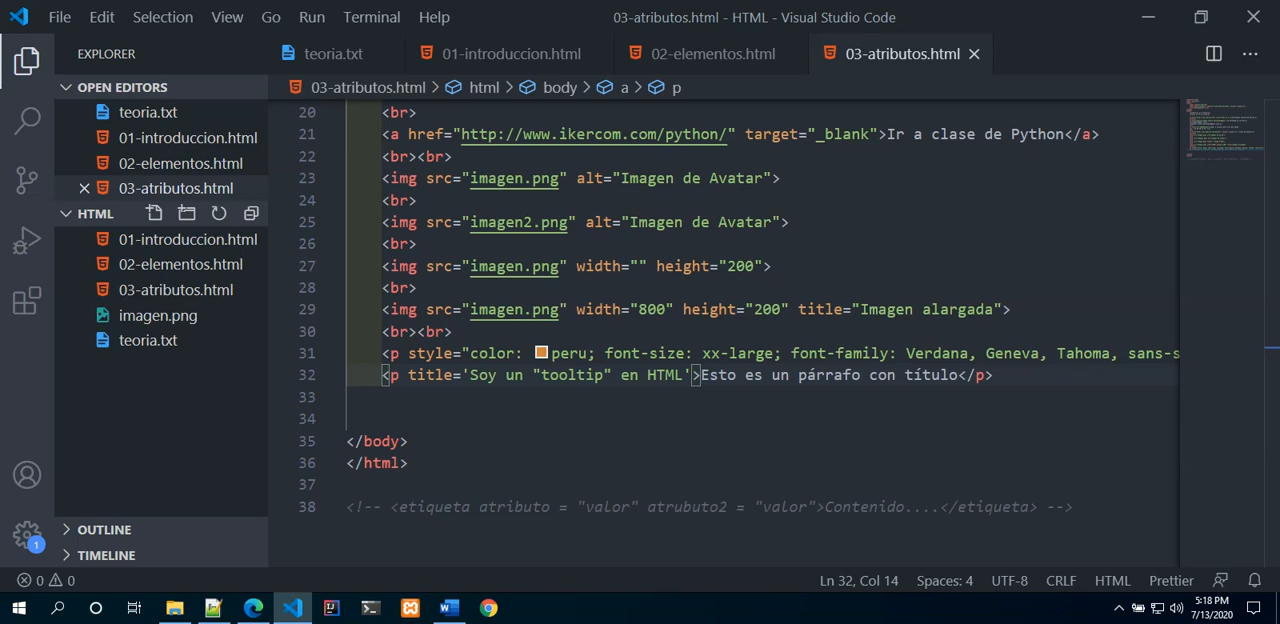 File Edit Selection View Go Run Terminal Help 03-atributos.html - HTML - Visual Studio Code
EXPLORER
teoria.txt 01-introduccion.html 02-elementos.html 03-atributos.html
OPEN EDITORS
teoria.txt
01-introduccion.html
02-elementos.html
03-atributos.html
HTML
01-introduccion.html
02-elementos.html
03-atributos.html
imagen.png
teoria.txt
OUTLINE
TIMELINE
03-atributos.html > html > body > a > p
20 <br>
21 <a href="http://www.ikercom.com/python/" target="_blank">Ir a clase de Python</a>
22 <br><br>
23 <img src="imagen.png" alt="Imagen de Avatar">
24 <br>
25 <img src="imagen2.png" alt="Imagen de Avatar">
26 <br>
27 <img src="imagen.png" width="" height="200">
28 <br>
29 <img src="imagen.png" width="800" height="200" title="Imagen alargada">
30 <br><br>
31 <p style="color: peru; font-size: xx-large; font-family: Verdana, Geneva, Tahoma, sans-s
32 <p title='Soy un "tooltip" en HTML'>Esto es un párrafo con título</p>
33
34
35 </body>
36 </html>
37
38 <!-- <etiqueta atributo = "valor" atrubuto2 = "valor">Contenido....</etiqueta> -->
1
0 0 Ln 32, Col 14 Spaces: 4 UTF-8 CRLF HTML Prettier
5:18 PM
7/13/2020